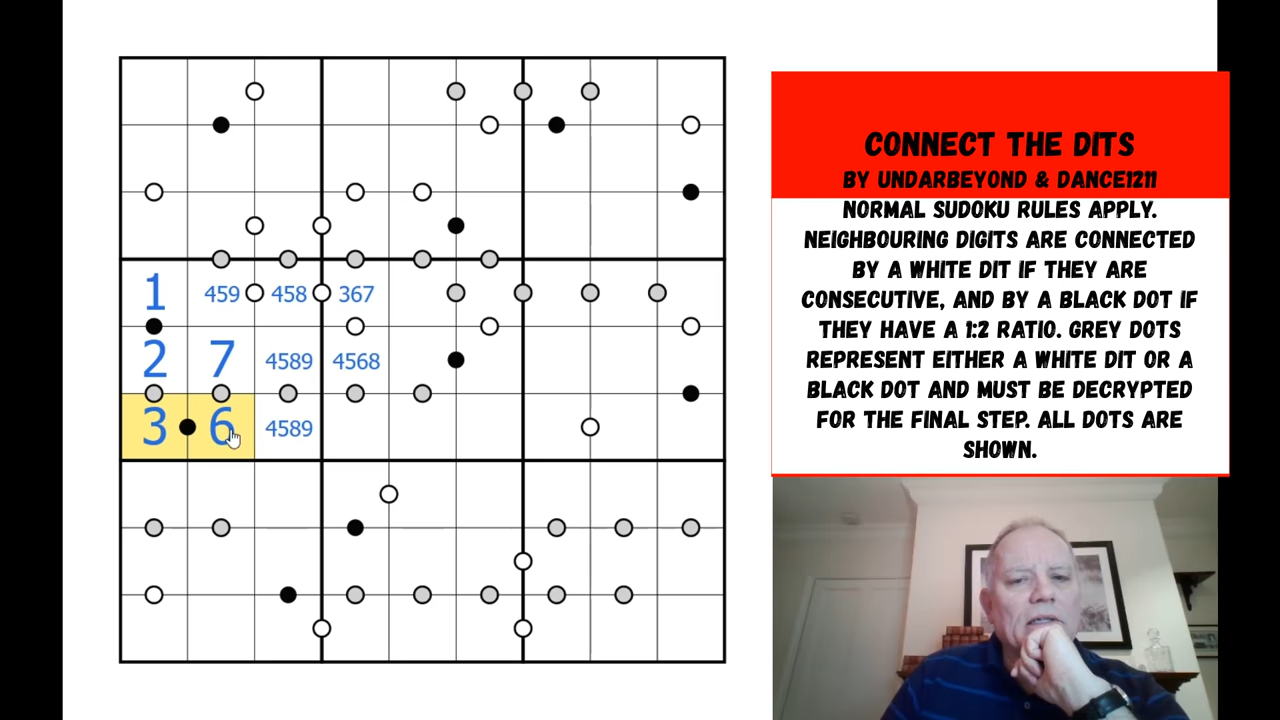 CONNECT THE DITS
BY UNDARBEYOND & DANCE1211
NORMAL SUDOKU RULES APPLY.
NEIGHBOURING DIGITS ARE CONNECTED
BY A WHITE DIT IF THEY ARE
CONSECUTIVE, AND BY A BLACK DOT IF
THEY HAVE A 1:2 RATIO. GREY DOTS
REPRESENT EITHER A WHITE DIT OR A
BLACK DOT AND MUST BE DECRYPTED
FOR THE FINAL STEP. ALL DOTS ARE
SHOWN.
1 459 458 367
2 7 4589 4568
3 6 4589